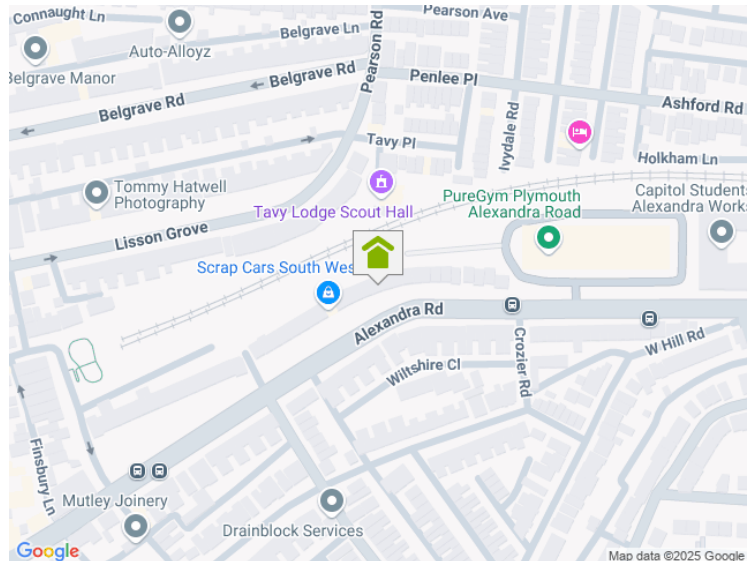 Connaught Ln
Pearson Ave
Auto-Alloyz
Belgrave Ln
Pearson Rd
Belgrave Manor
Belgrave Rd
Penlee Pl
Belgrave Rd
Ashford Rd
Ivydale Rd
Tavy Pl
Holkham Ln
Tommy Hatwell
Photography
Tavy Lodge Scout Hall
PureGym Plymouth
Alexandra Road
Capitol Students
Alexandra Works
Lisson Grove
Scrap Cars South Wes
Alexandra Rd
Crozier Rd
W Hill Rd
Wiltshire Cl
Finsbury Ln
Mutley Joinery
Drainblock Services
Google
Map data ©2025 Google